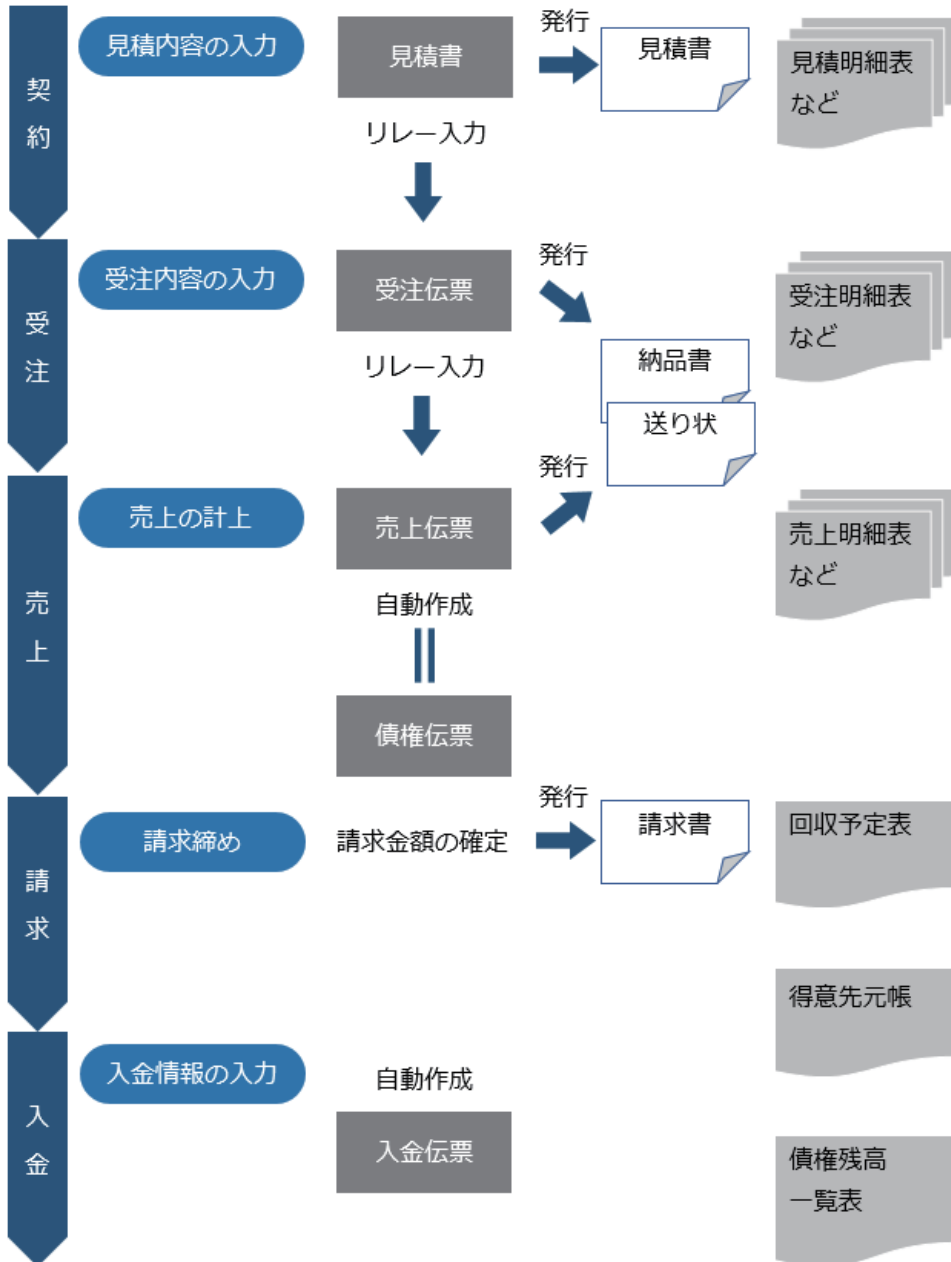 契約
見積内容の入力
見積書
発行
見積書
見積明細表
など
リレー入力
受注
受注内容の入力
受注伝票
発行
受注明細表
など
リレー入力
納品書
送り状
売上
売上の計上
売上伝票
発行
売上明細表
など
自動作成
債権伝票
請求
請求締め
請求金額の確定
発行
請求書
回収予定表
得意先元帳
入金
入金情報の入力
自動作成
入金伝票
債権残高
一覧表